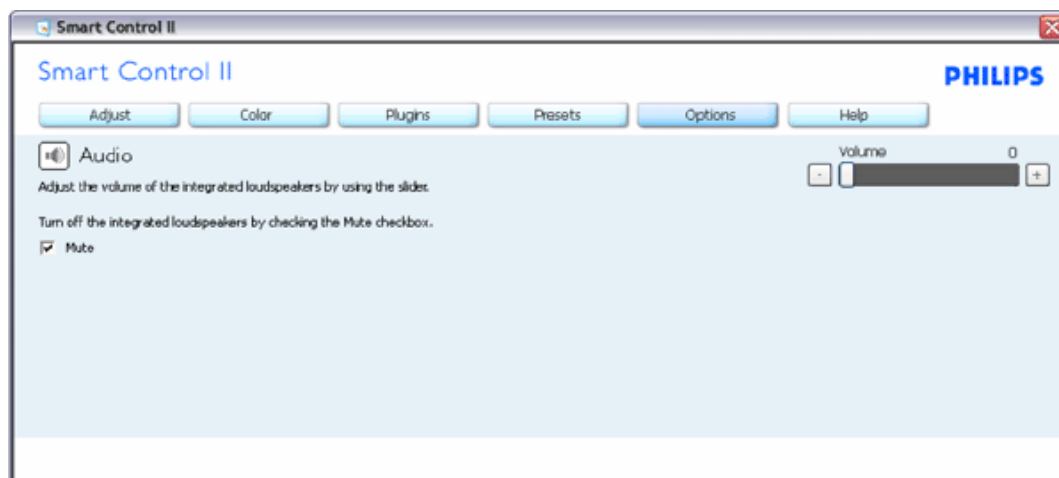 Smart Control II
Smart Control II
PHILIPS
Adjust Color Plugins Presets Options Help
Audio
Volume 0
- +
Adjust the volume of the integrated loudspeakers by using the slider.
Turn off the integrated loudspeakers by checking the Mute checkbox.
Mute